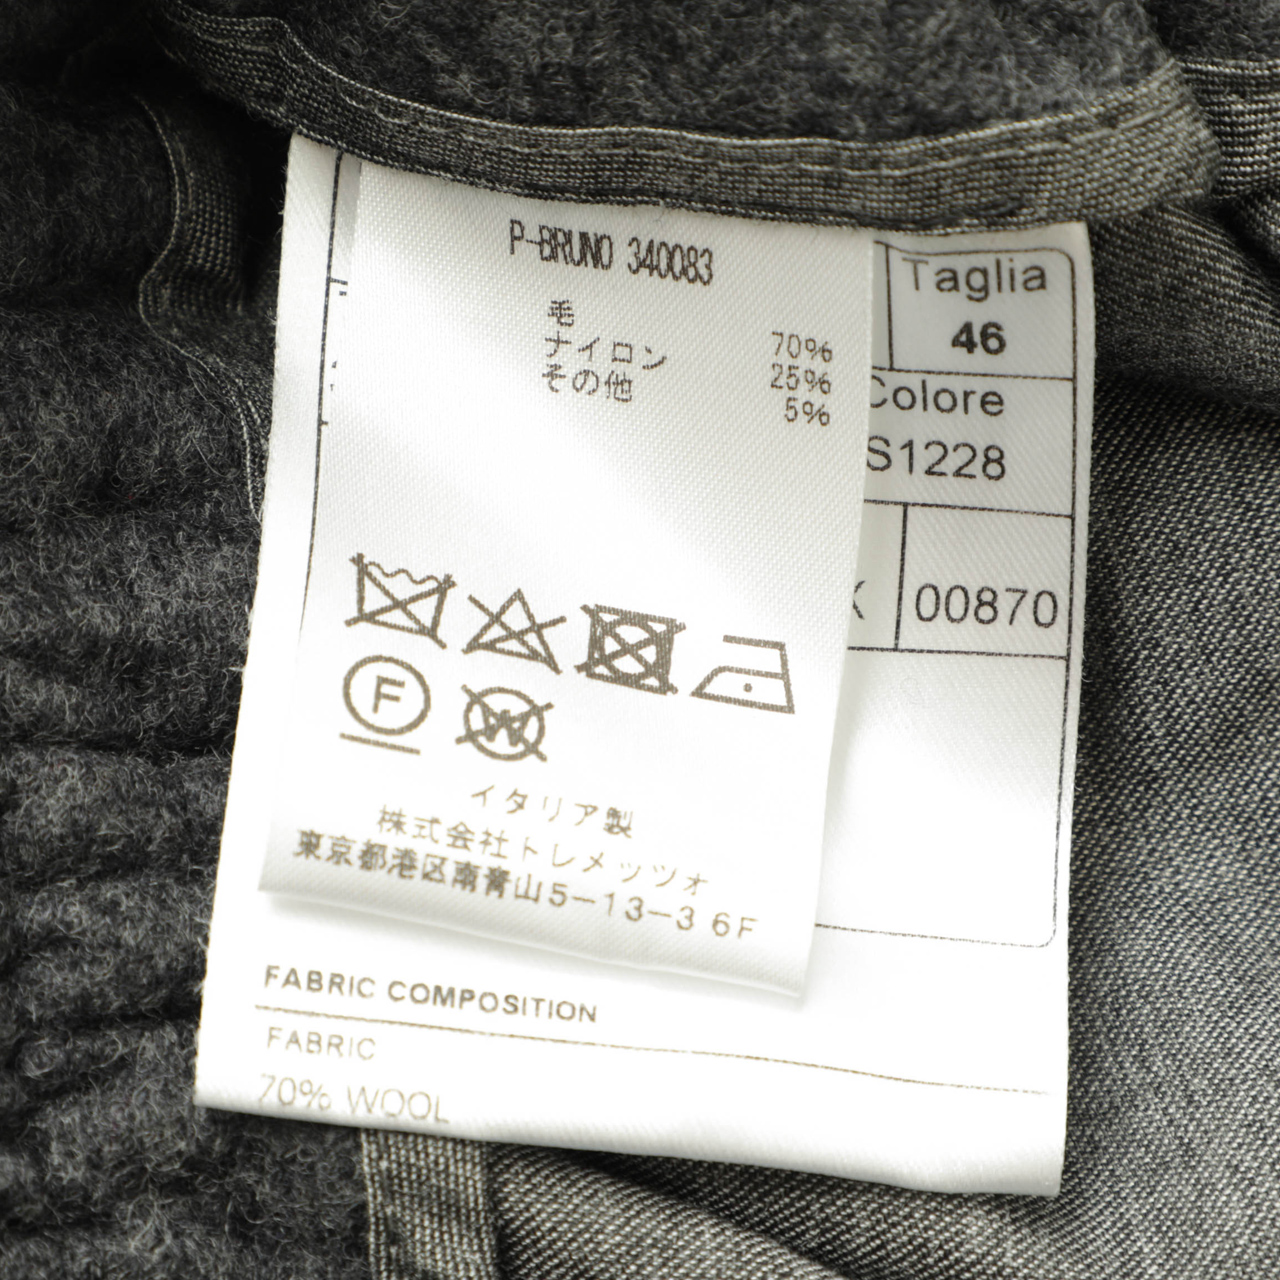 P-BRUNO 340083
毛 70%
ナイロン 25%
その他 5%
F
W
イタリア製
株式会社トレメッツォ
東京都港区南青山5-13-3 6F
Taglia
46
Colore
S1228
00870
FABRIC COMPOSITION
FABRIC
70% WOOL